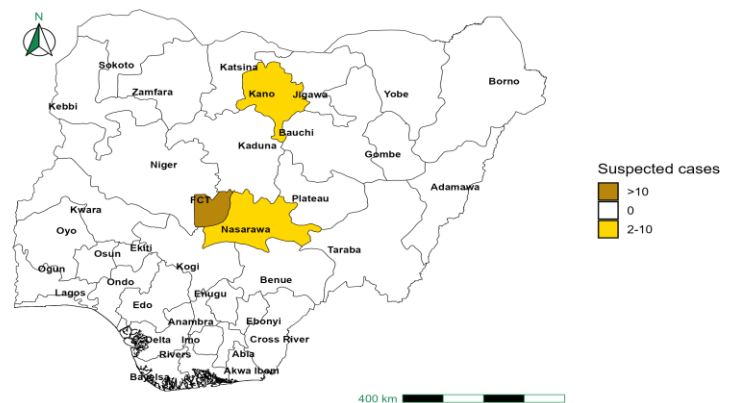 N
Sokoto
Katsina
Zamfara
Kano
Jigawa
Yobe
Borno
Kebbi
Bauchi
Kaduna
Gombe
Niger
Adamawa
FCT
Plateau
Kwara
Nasarawa
Oyo
Taraba
Osun
Ekiti
Kogi
Ogun
Benue
Ondo
Lagos
Enugu
Edo
Anambra
Ebonyi
Delta
Imo
Cross River
Rivers
Abia
Bayelsa
Akwa Ibom
Suspected cases
>10
0
2-10
400 km